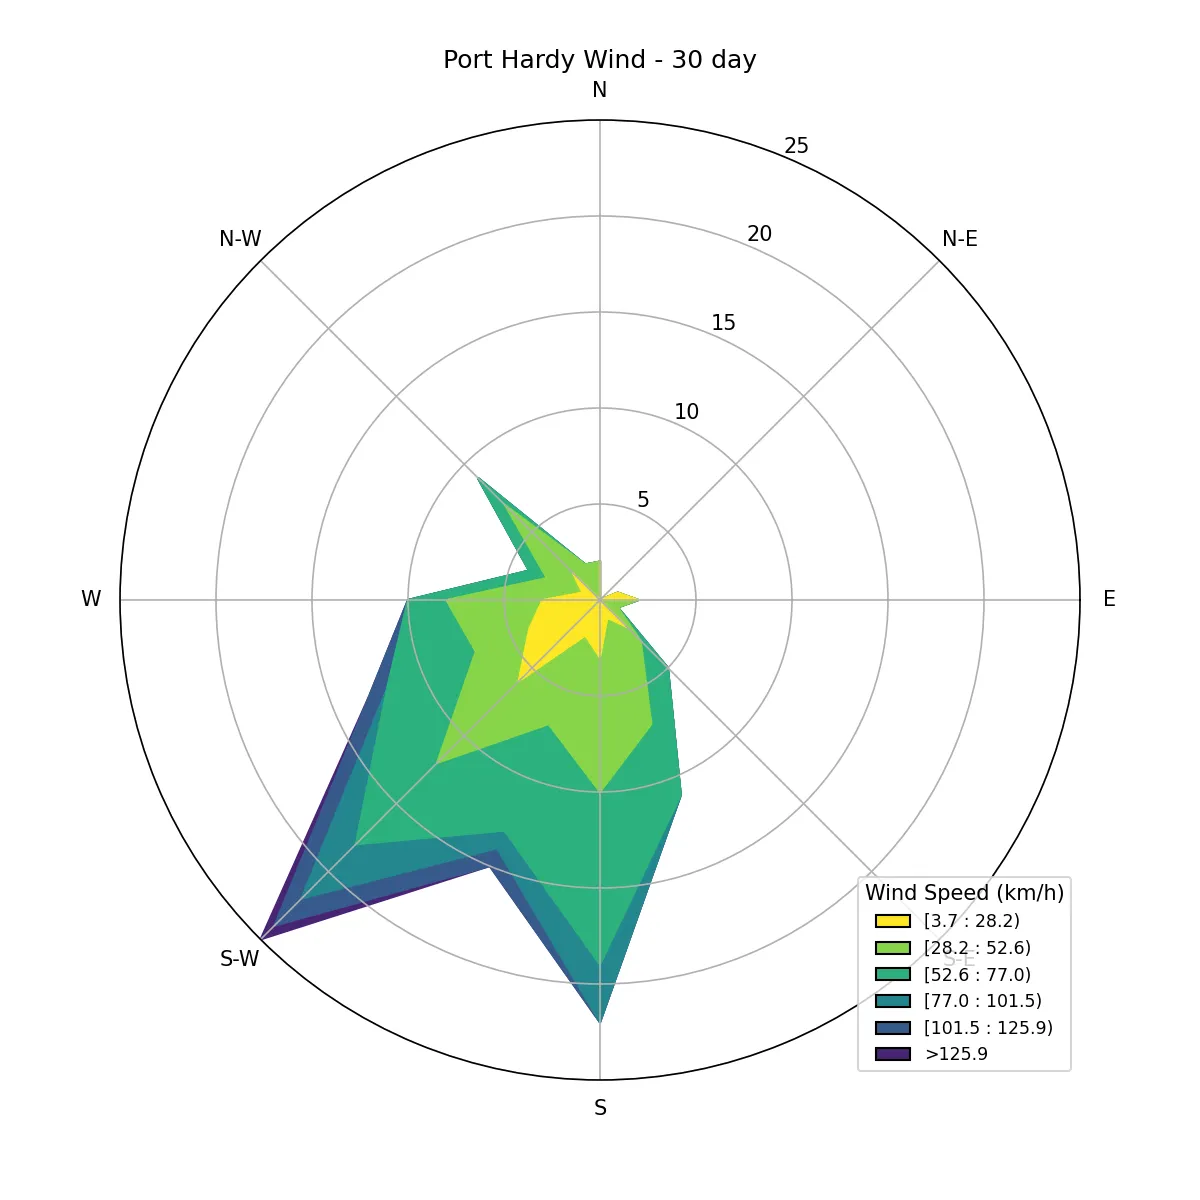 Port Hardy Wind - 30 day
N
25
N-W
20
N-E
15
10
5
W
E
Wind Speed (km/h)
[3.7 : 28.2)
[28.2 : 52.6)
S-W
S-E
[52.6 : 77.0)
[77.0 : 101.5)
[101.5 : 125.9)
>125.9
S